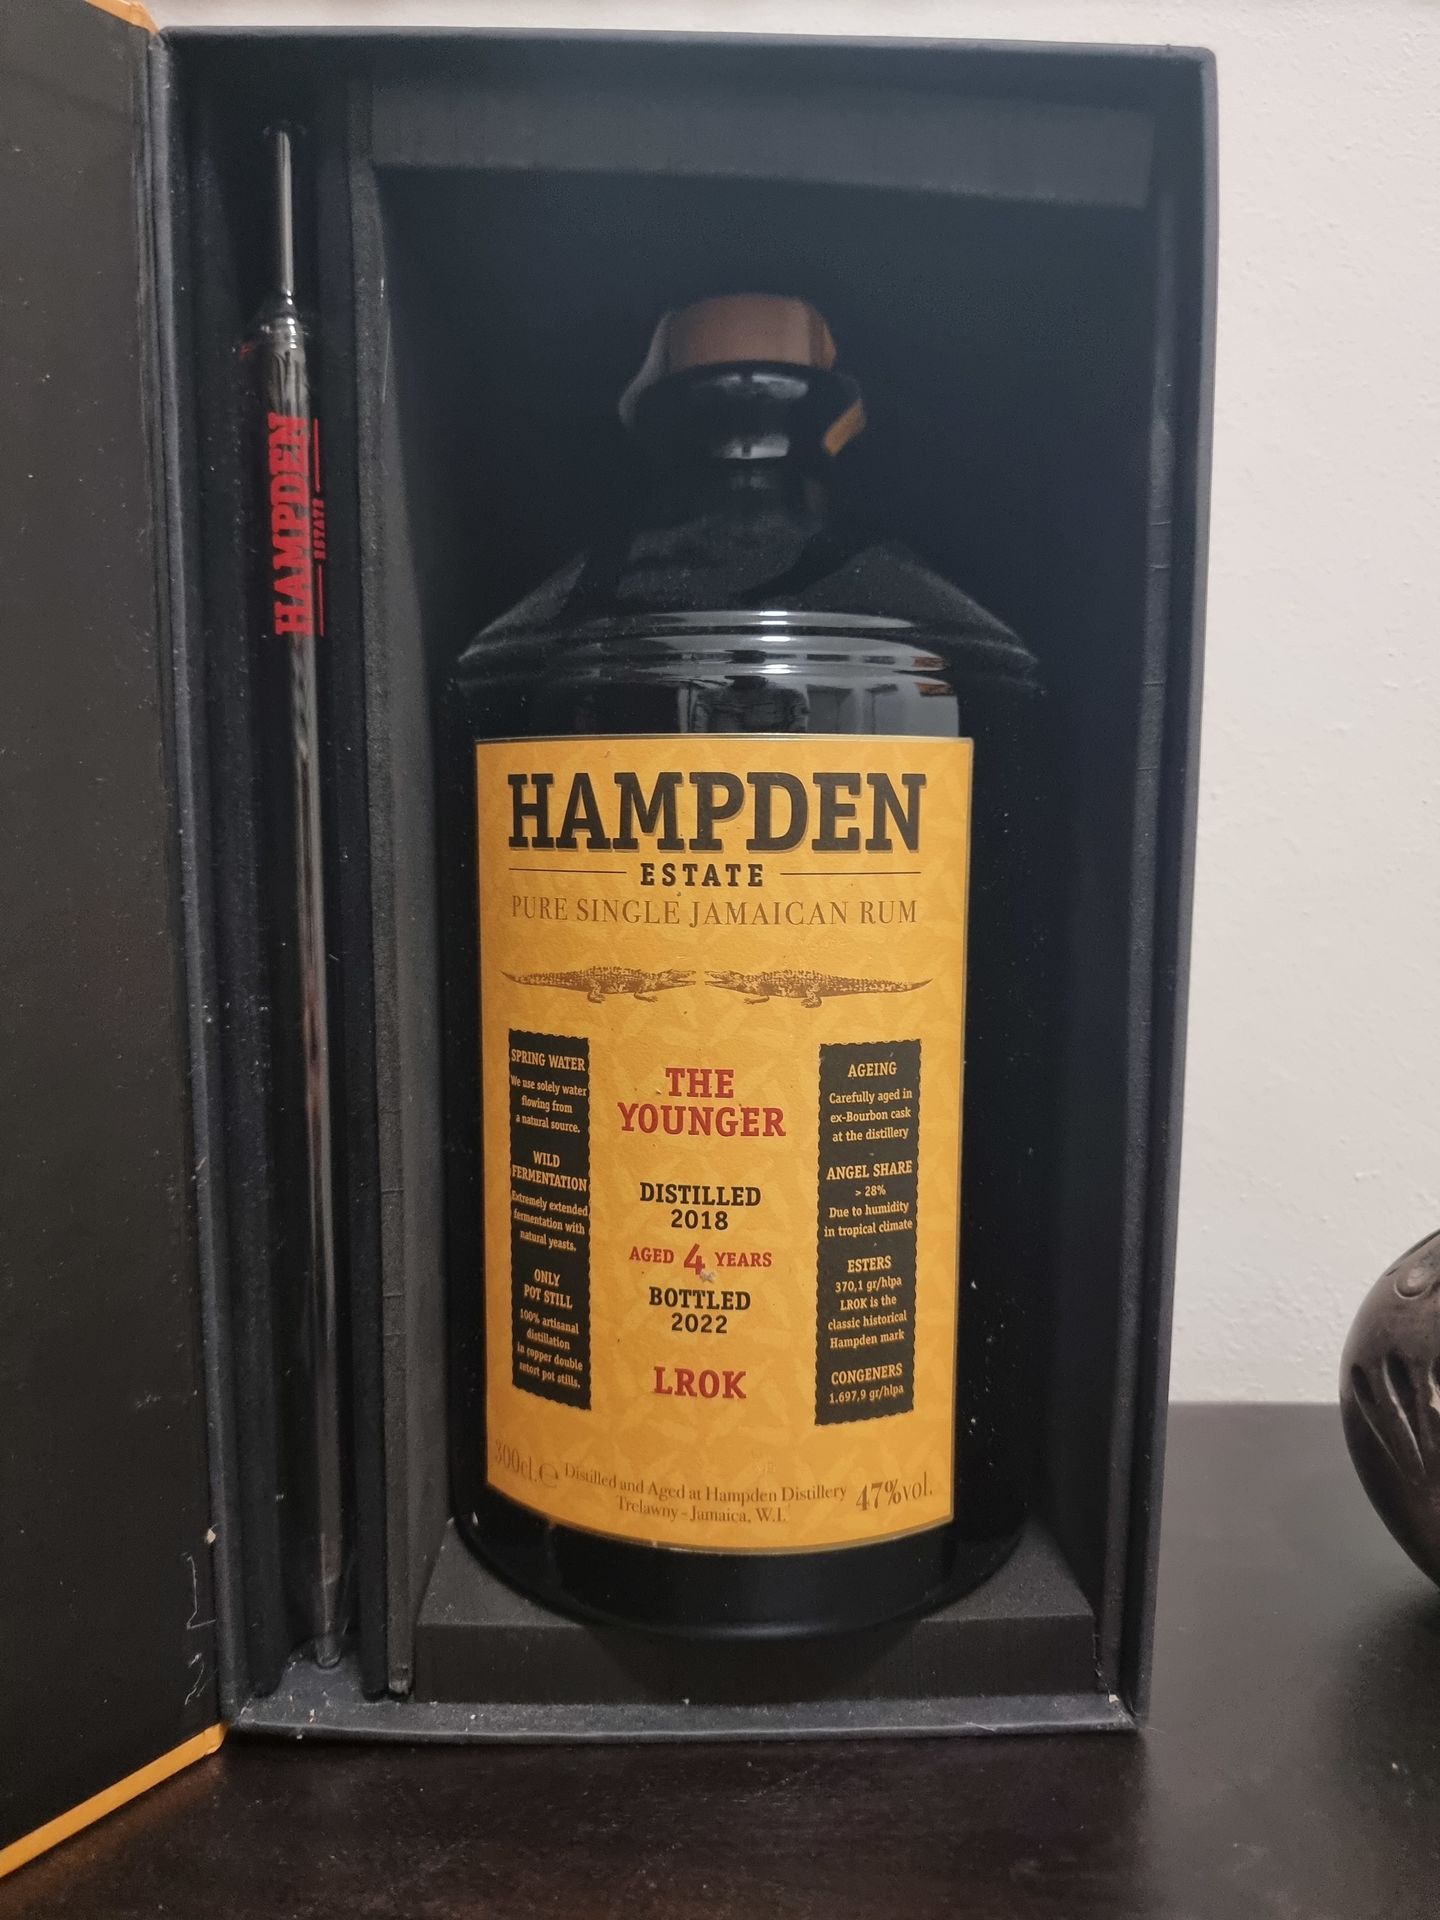 HAMPDEN
ESTATE
HAMPDEN
ESTATE
PURE SINGLE JAMAICAN RUM
SPRING WATER
We use solely water
flowing from
a natural source.
WILD
FERMENTATION
Extremely extended
fermentation with
natural yeasts.
ONLY
POT STILL
100% artisanal
distillation
in copper double
retort pot stills.
THE
YOUNGER
DISTILLED
2018
AGED 4 YEARS
BOTTLED
2022
LROK
AGEING
Carefully aged in
ex-Bourbon cask
at the distillery
ANGEL SHARE
> 28%
Due to humidity
in tropical climate
ESTERS
370,1 gr/hlpa
LROK is the
classic historical
Hampden mark
CONGENERS
1.697,9 gr/hlpa
300cl.℮ Distilled and Aged at Hampden Distillery 47%vol.
Trelawny - Jamaica, W.I.